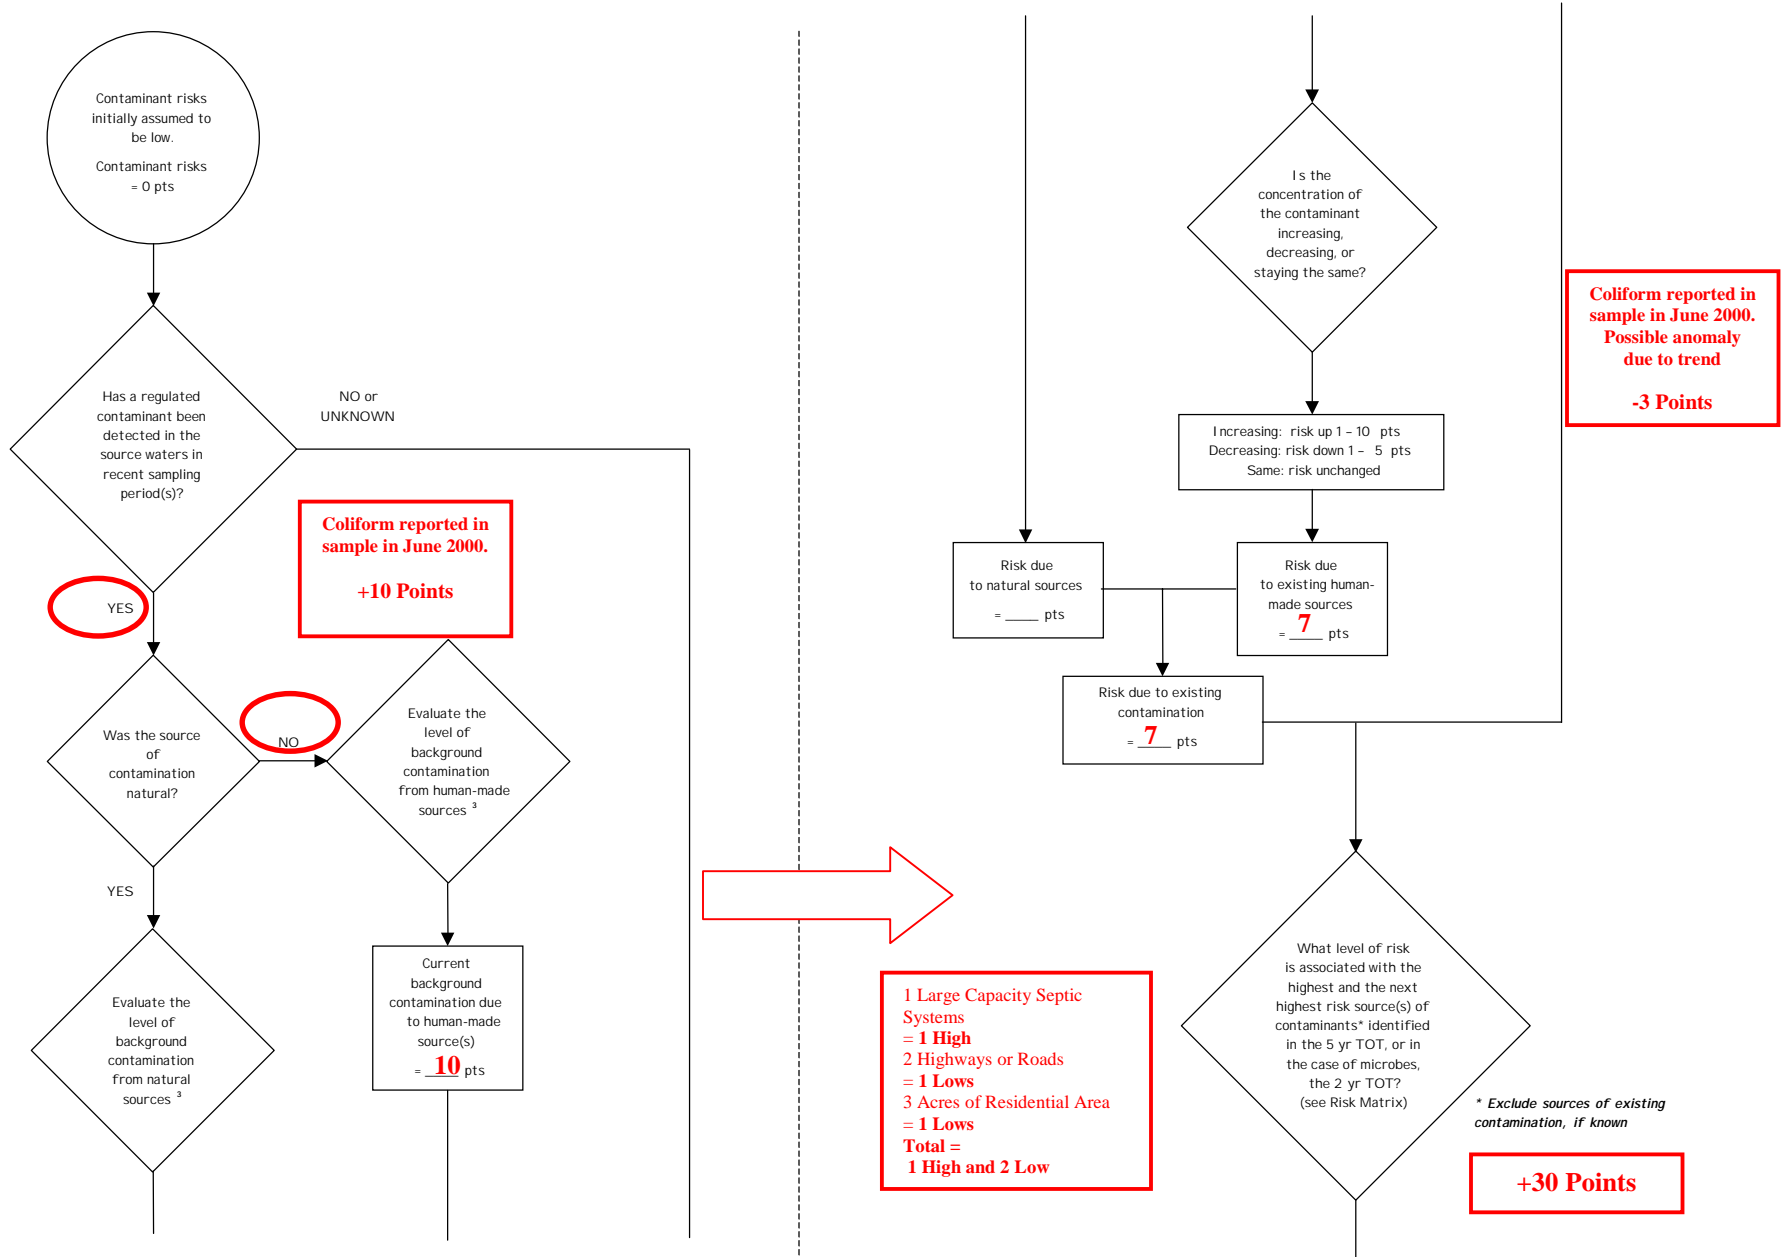 Contaminant risks
initially assumed to
be low.
Contaminant risks
= 0 pts
Has a regulated
contaminant been
detected in the
source waters in
recent sampling
period(s)?
NO or
UNKNOWN
YES
Coliform reported in
sample in June 2000.
+10 Points
Was the source
of
contamination
natural?
NO
Evaluate the
level of
background
contamination
from human-made
sources ³
YES
Evaluate the
level of
background
contamination
from natural
sources ³
Current
background
contamination due
to human-made
source(s)
= 10 pts
Is the
concentration of
the contaminant
increasing,
decreasing, or
staying the same?
Coliform reported in
sample in June 2000.
Possible anomaly
due to trend
-3 Points
Increasing: risk up 1 – 10 pts
Decreasing: risk down 1 – 5 pts
Same: risk unchanged
Risk due
to natural sources
= _____ pts
Risk due
to existing human-
made sources
= 7 pts
Risk due to existing
contamination
= 7 pts
1 Large Capacity Septic
Systems
= 1 High
2 Highways or Roads
= 1 Lows
3 Acres of Residential Area
= 1 Lows
Total =
1 High and 2 Low
What level of risk
is associated with the
highest and the next
highest risk source(s) of
contaminants* identified
in the 5 yr TOT, or in
the case of microbes,
the 2 yr TOT?
(see Risk Matrix)
* Exclude sources of existing
contamination, if known
+30 Points